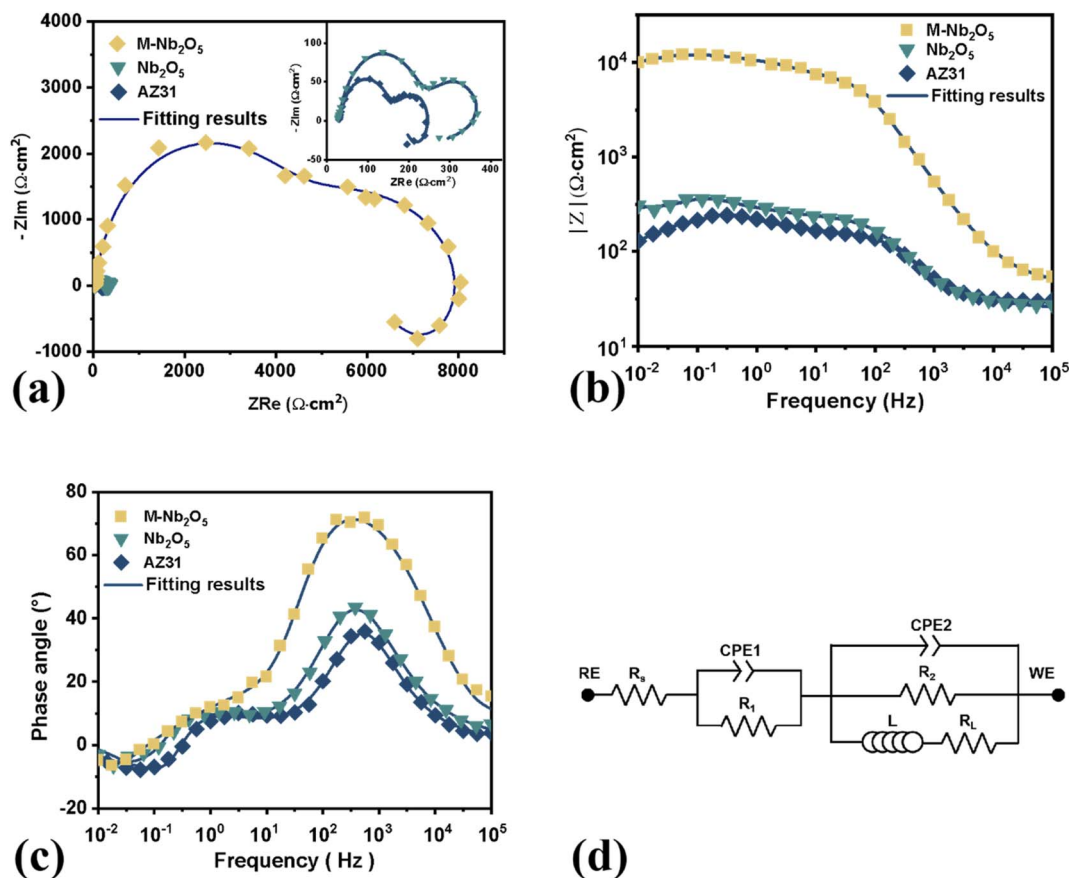 4000
3000
2000
1000
0
-1000
- ZIm (Ω·cm²)
0 2000 4000 6000 8000
ZRe (Ω·cm²)
M-Nb₂O₅
Nb₂O₅
AZ31
Fitting results
100
50
0
-50
- ZIm (Ω·cm²)
0 100 200 300 400
ZRe (Ω·cm²)
(a)
10⁴
10³
10²
10¹
|Z| (Ω·cm²)
10⁻² 10⁻¹ 10⁰ 10¹ 10² 10³ 10⁴ 10⁵
Frequency (Hz)
M-Nb₂O₅
Nb₂O₅
AZ31
Fitting results
(b)
80
60
40
20
0
-20
Phase angle (°)
10⁻² 10⁻¹ 10⁰ 10¹ 10² 10³ 10⁴ 10⁵
Frequency ( Hz)
M-Nb₂O₅
Nb₂O₅
AZ31
Fitting results
(c)
RE
Rₛ
CPE1
R₁
CPE2
R₂
L
R_L
WE
(d)